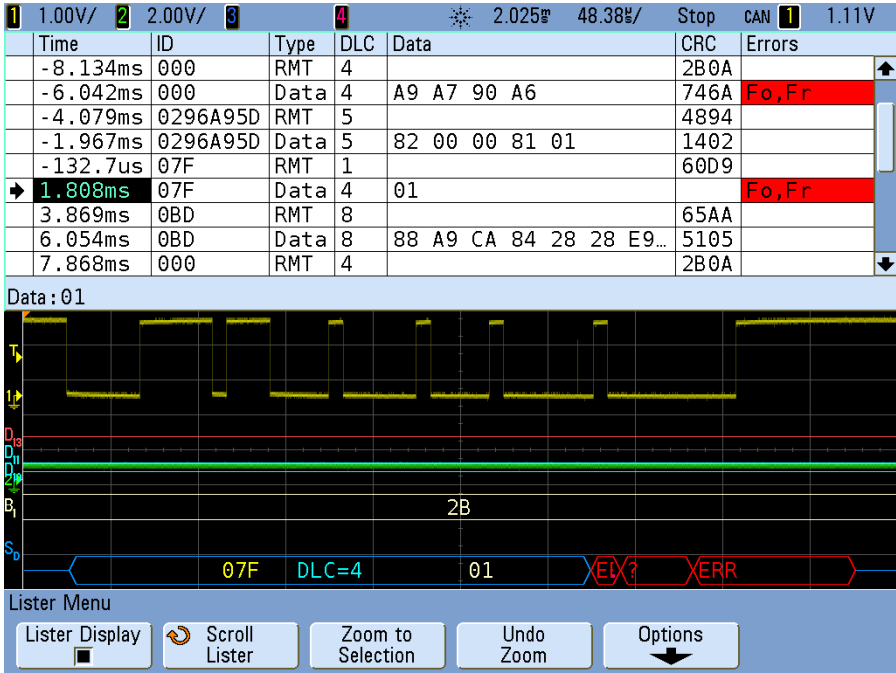 1 1.00V/ 2 2.00V/ 3 4 2.025ms 48.38us/ Stop CAN 1 1.11V
Time ID Type DLC Data CRC Errors
-8.134ms 000 RMT 4 2B0A
-6.042ms 000 Data 4 A9 A7 90 A6 746A Fo,Fr
-4.079ms 0296A95D RMT 5 4894
-1.967ms 0296A95D Data 5 82 00 00 81 01 1402
-132.7us 07F RMT 1 60D9
1.808ms 07F Data 4 01 Fo,Fr
3.869ms 0BD RMT 8 65AA
6.054ms 0BD Data 8 88 A9 CA 84 28 28 E9… 5105
7.868ms 000 RMT 4 2B0A
Data:01
T
1
D13
D11
2
B1 2B
SD 07F DLC=4 01 ? ERR
Lister Menu
Lister Display Scroll Lister Zoom to Selection Undo Zoom Options